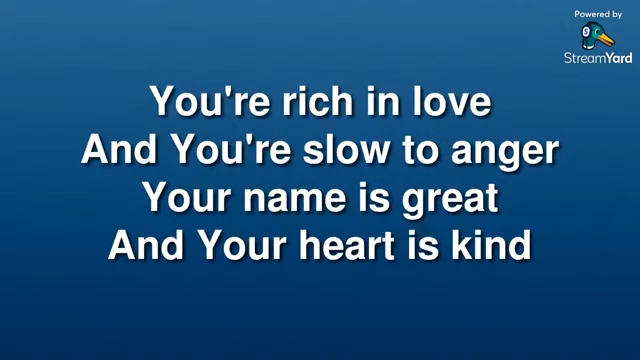 Powered by
StreamYard
You're rich in love
And You're slow to anger
Your name is great
And Your heart is kind